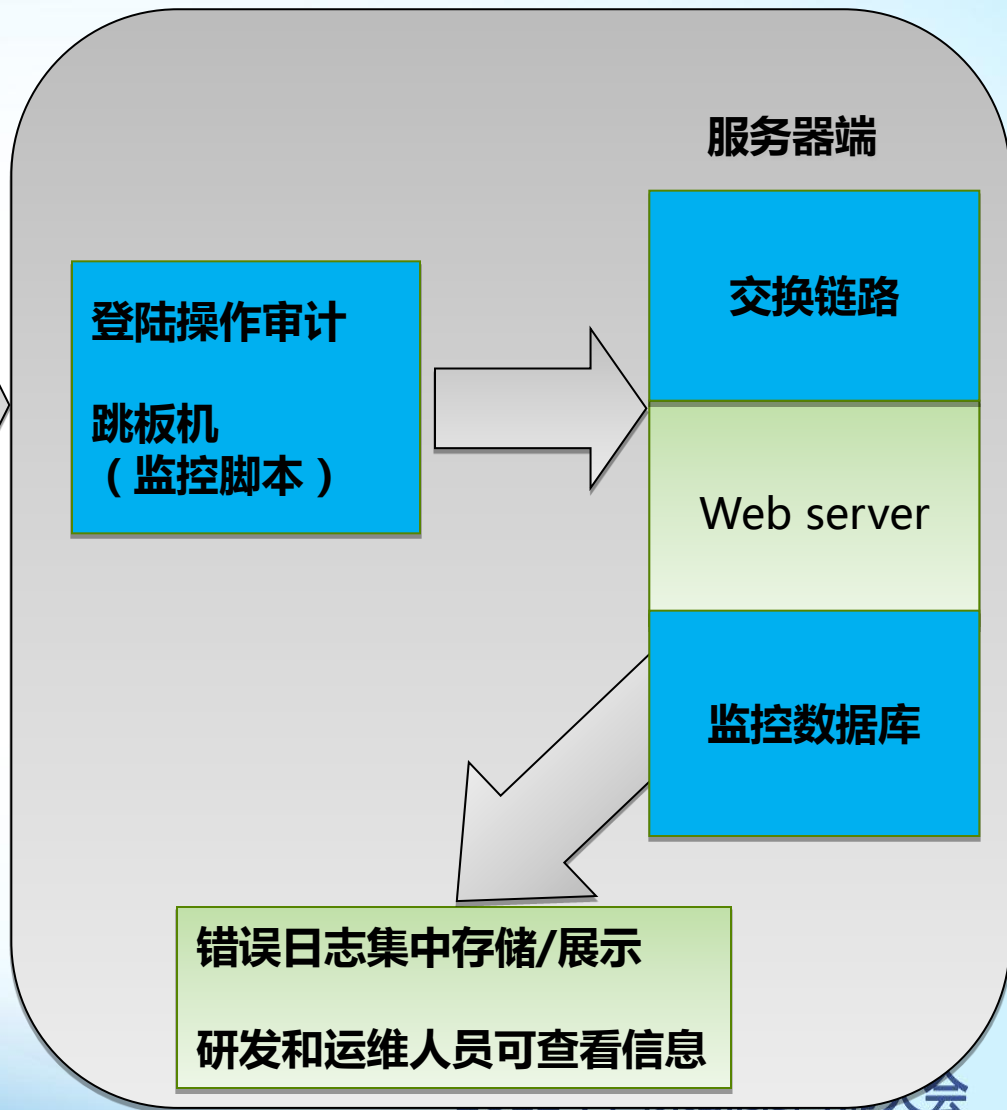 服务器端
交换链路
登陆操作审计
跳板机
（监控脚本）
Web server
监控数据库
错误日志集中存储/展示
研发和运维人员可查看信息